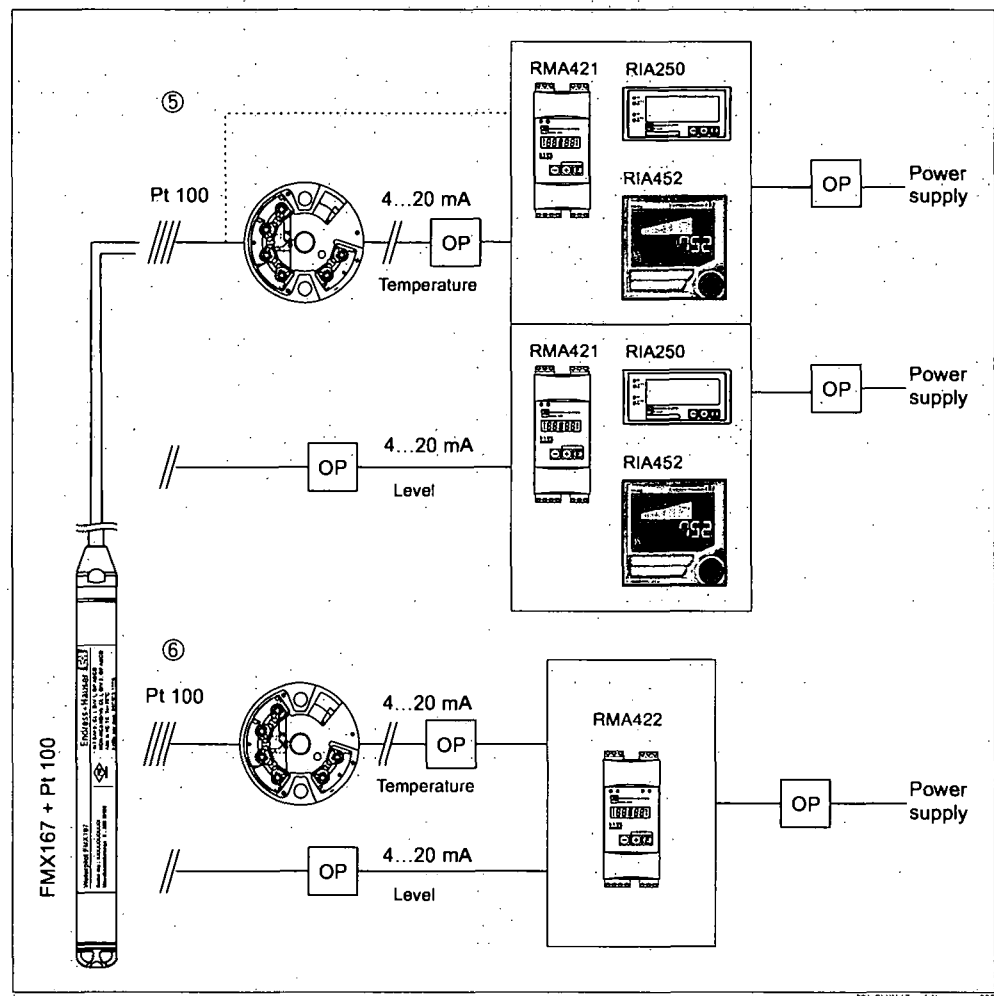 RMA421 RIA250
⑤
Pt 100
4...20 mA
OP
Temperature
RIA452
OP
Power
supply
RMA421 RIA250
OP
Power
supply
4...20 mA
OP
Level
RIA452
⑥
Pt 100
4...20 mA
OP
Temperature
RMA422
OP
Power
supply
4...20 mA
OP
Level
FMX167 + Pt 100
Endress+Hauser
Waterpilot FMX167